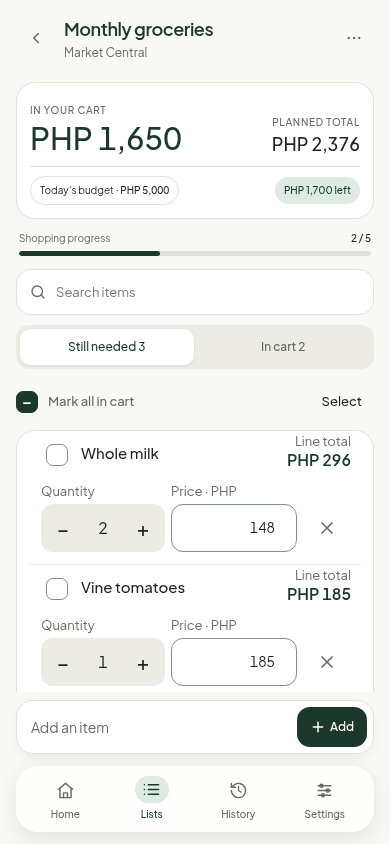 Monthly groceries
Market Central
IN YOUR CART
PHP 1,650
PLANNED TOTAL
PHP 2,376
Today's budget · PHP 5,000
PHP 1,700 left
Shopping progress
2 / 5
Search items
Still needed 3
In cart 2
Mark all in cart
Select
Whole milk
Line total
PHP 296
Quantity
Price · PHP
− 2 +
148
Vine tomatoes
Line total
PHP 185
Quantity
Price · PHP
− 1 +
185
Add an item
+ Add
Home
Lists
History
Settings